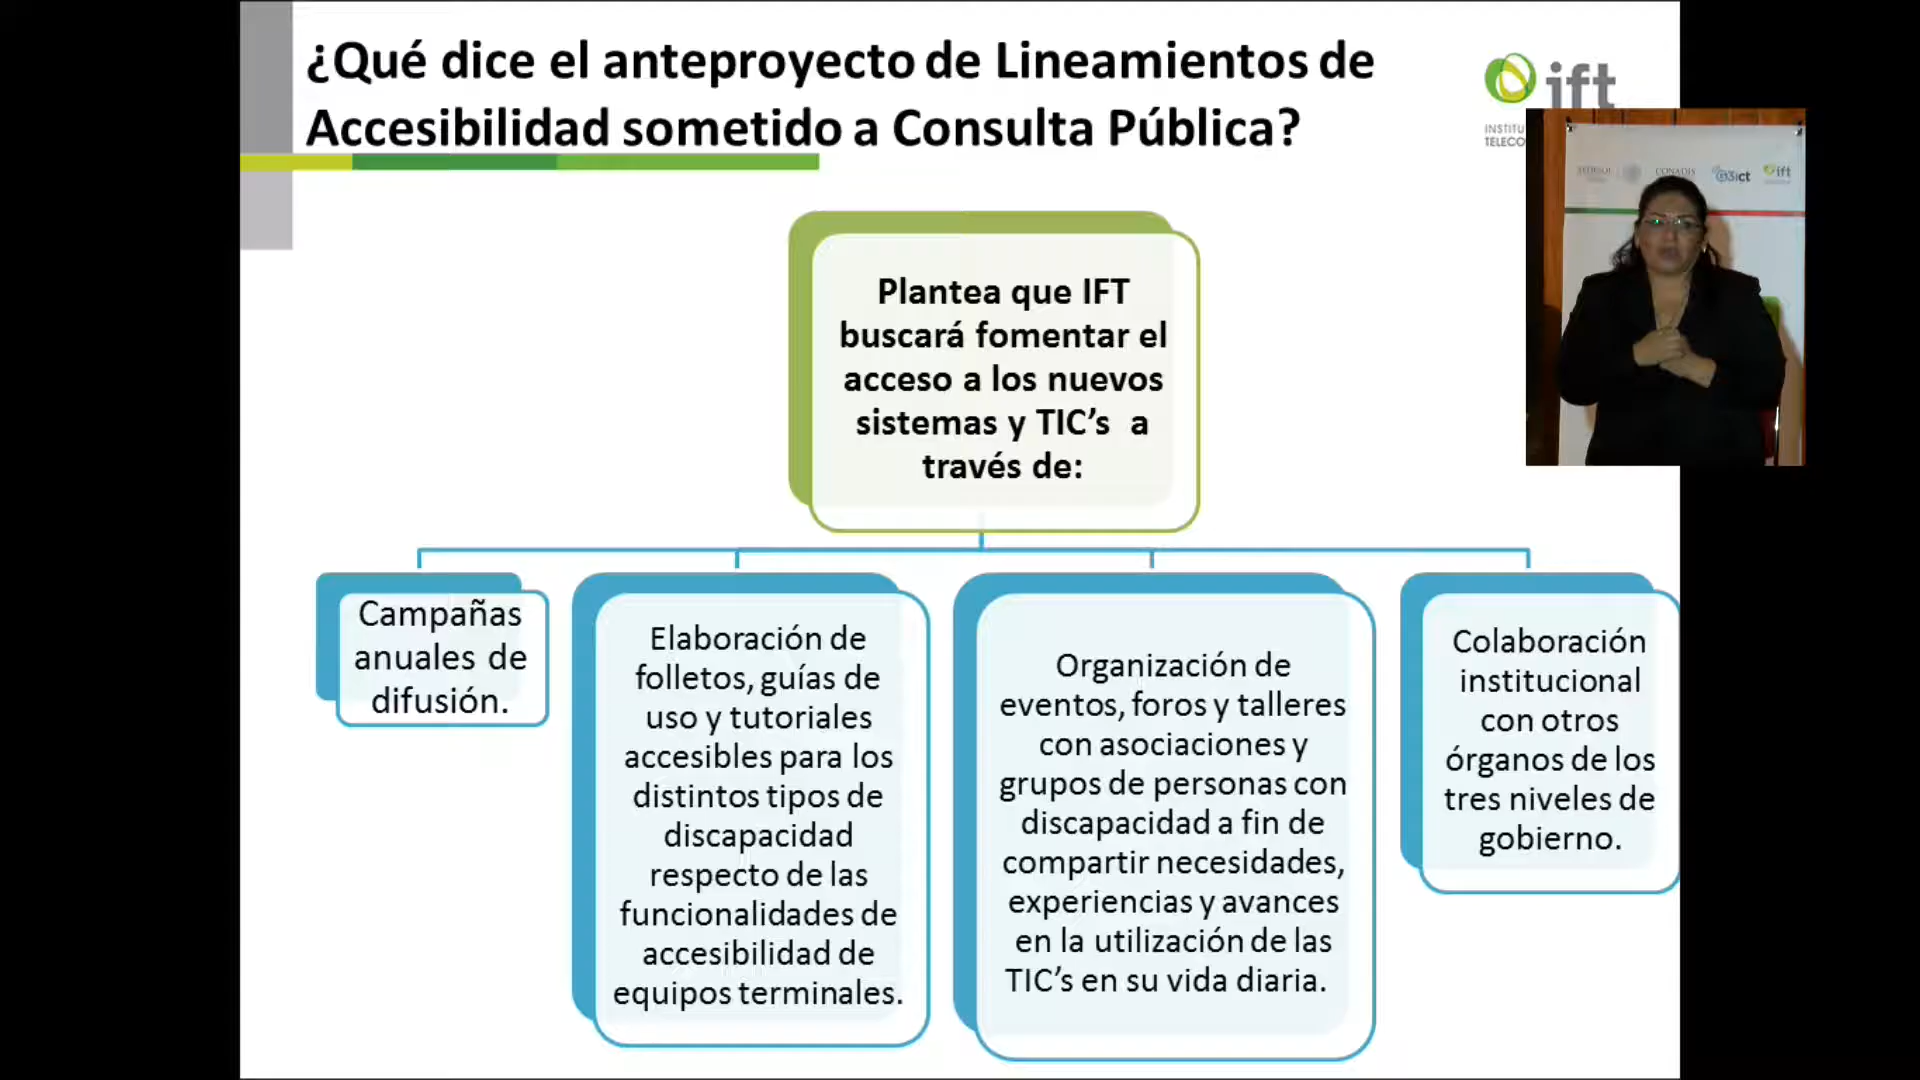 ¿Qué dice el anteproyecto de Lineamientos de
Accesibilidad sometido a Consulta Pública?
ift
INSTITU
TELECO
CONADIS
G3ict
ift
Plantea que IFT
buscará fomentar el
acceso a los nuevos
sistemas y TIC’s a
través de:
Campañas
anuales de
difusión.
Elaboración de
folletos, guías de
uso y tutoriales
accesibles para los
distintos tipos de
discapacidad
respecto de las
funcionalidades de
accesibilidad de
equipos terminales.
Organización de
eventos, foros y talleres
con asociaciones y
grupos de personas con
discapacidad a fin de
compartir necesidades,
experiencias y avances
en la utilización de las
TIC’s en su vida diaria.
Colaboración
institucional
con otros
órganos de los
tres niveles de
gobierno.